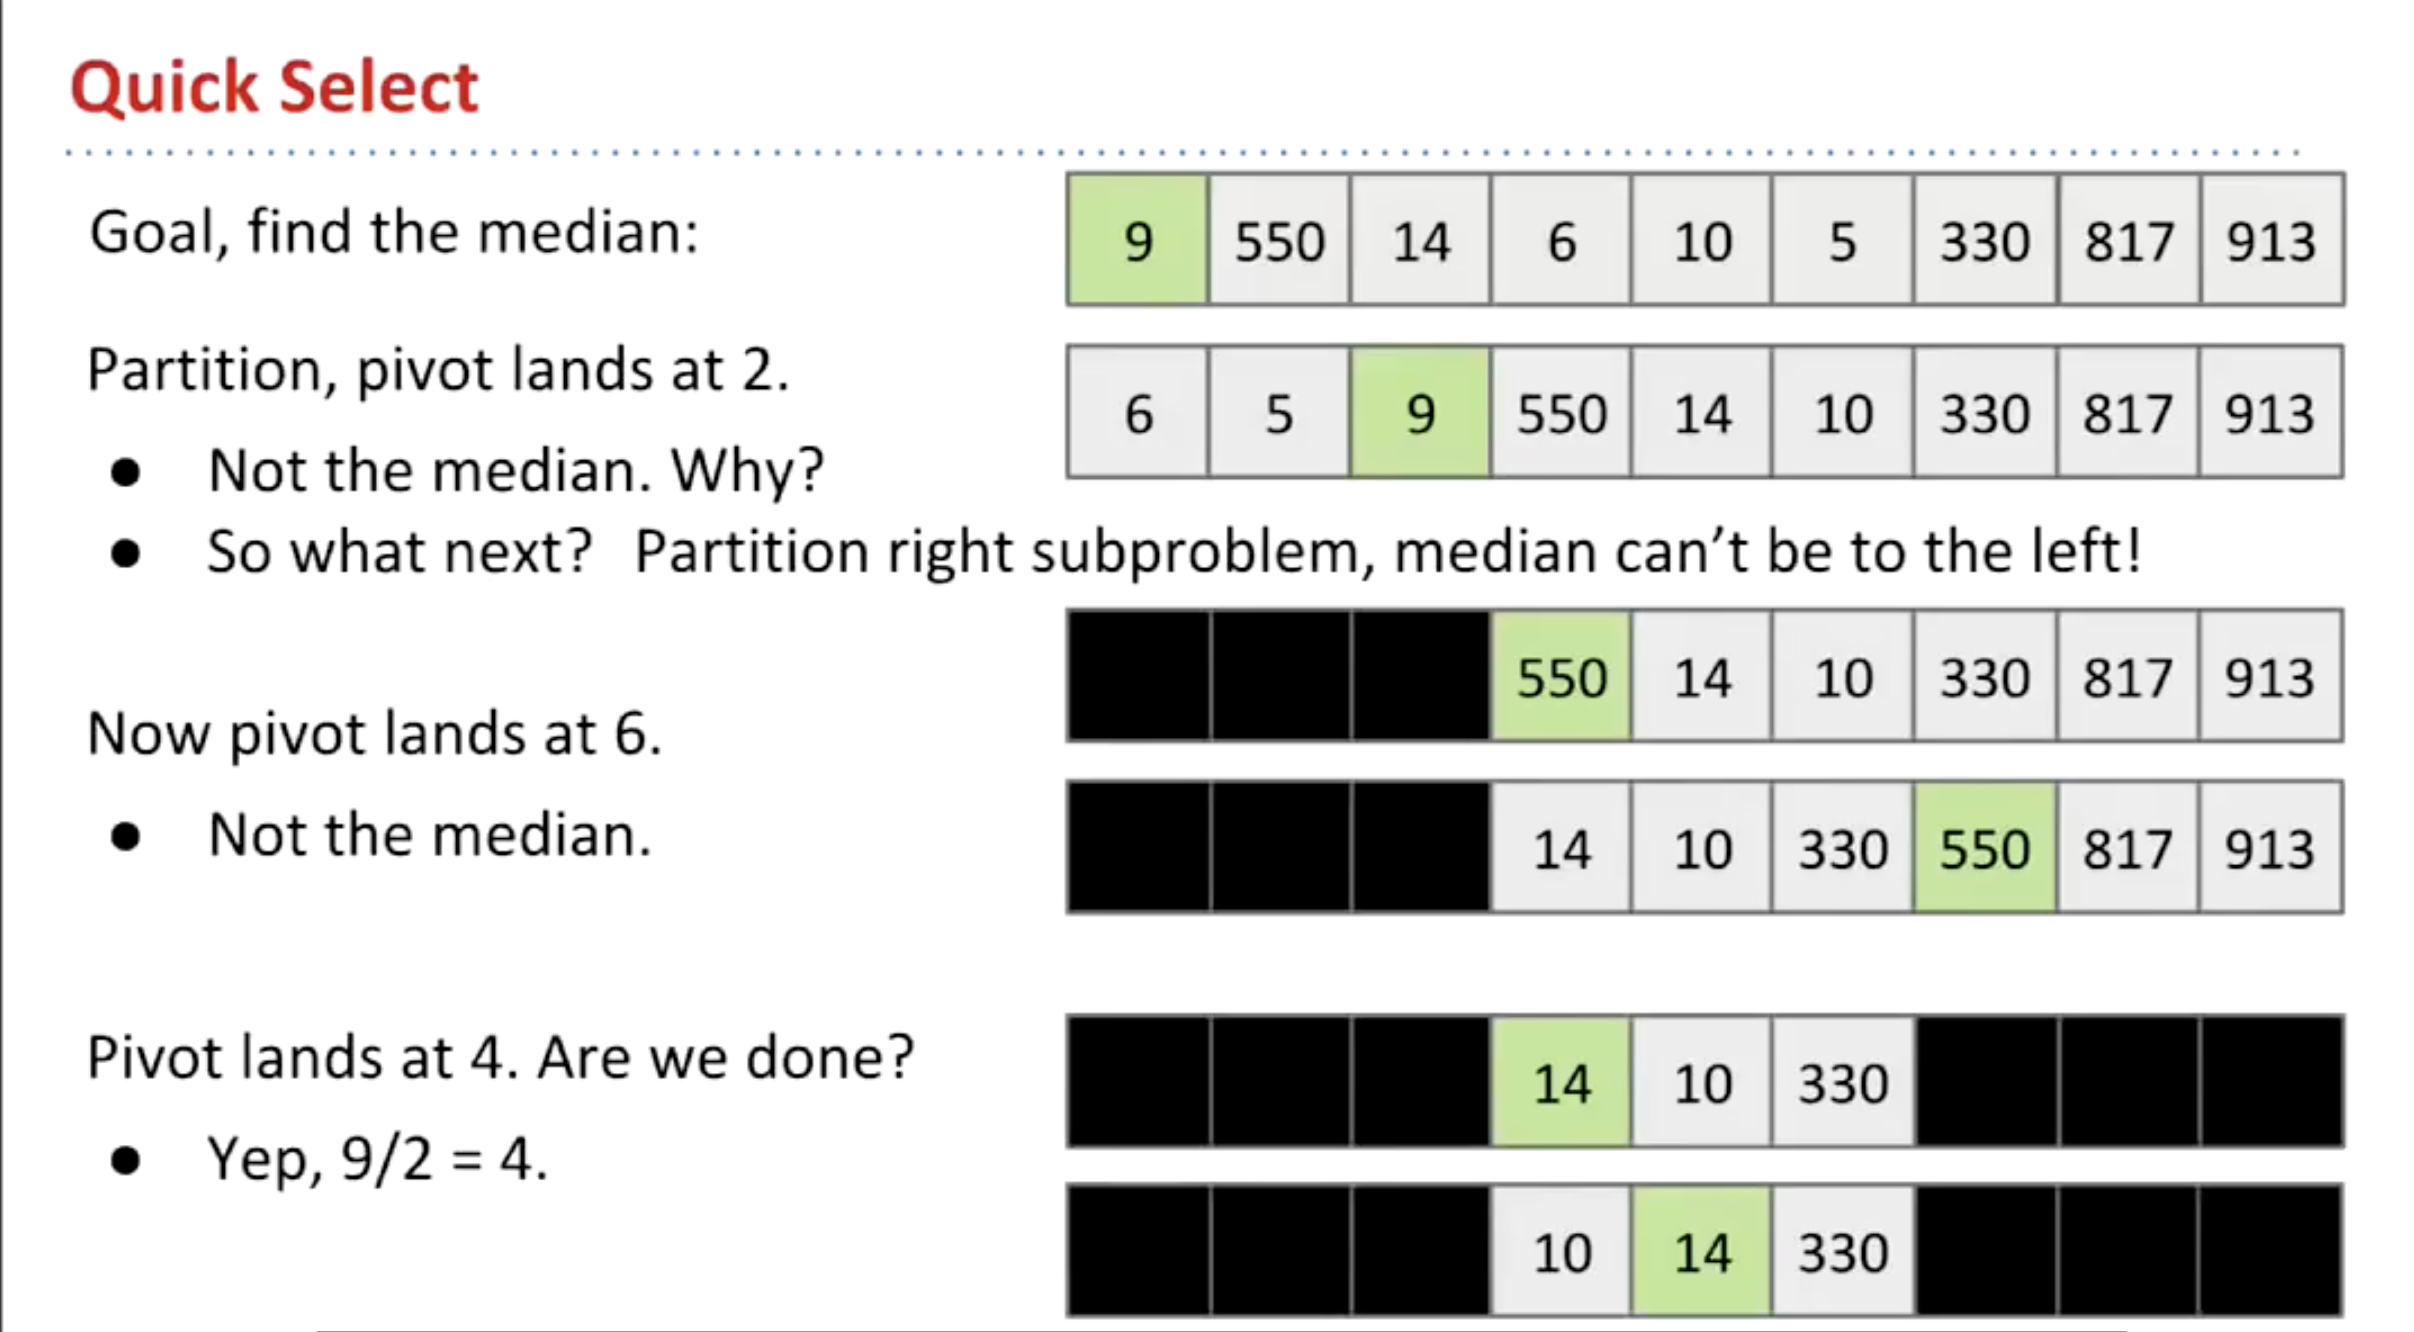 Quick Select
Goal, find the median:
9 550 14 6 10 5 330 817 913
Partition, pivot lands at 2.
6 5 9 550 14 10 330 817 913
● Not the median. Why?
● So what next? Partition right subproblem, median can’t be to the left!
550 14 10 330 817 913
Now pivot lands at 6.
● Not the median.
14 10 330 550 817 913
Pivot lands at 4. Are we done?
14 10 330
● Yep, 9/2 = 4.
10 14 330